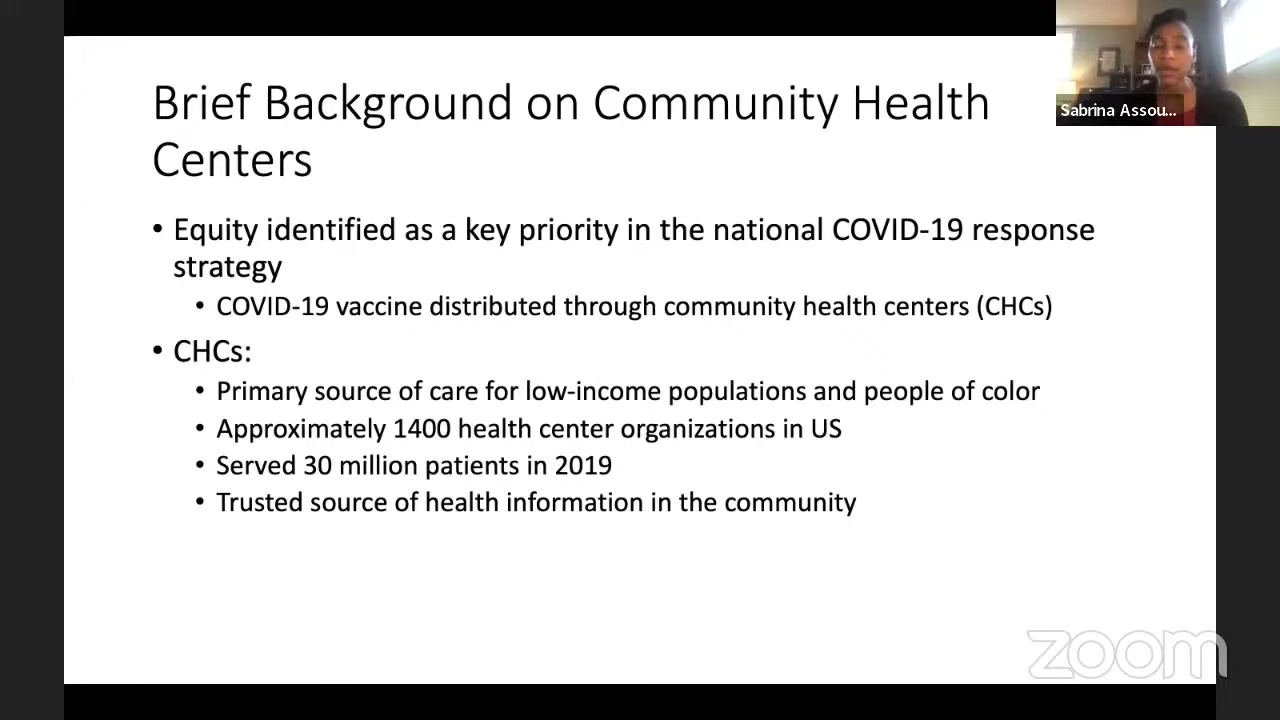 Brief Background on Community Health
Centers
Sabrina Assou...
• Equity identified as a key priority in the national COVID-19 response
strategy
• COVID-19 vaccine distributed through community health centers (CHCs)
• CHCs:
• Primary source of care for low-income populations and people of color
• Approximately 1400 health center organizations in US
• Served 30 million patients in 2019
• Trusted source of health information in the community
zoom